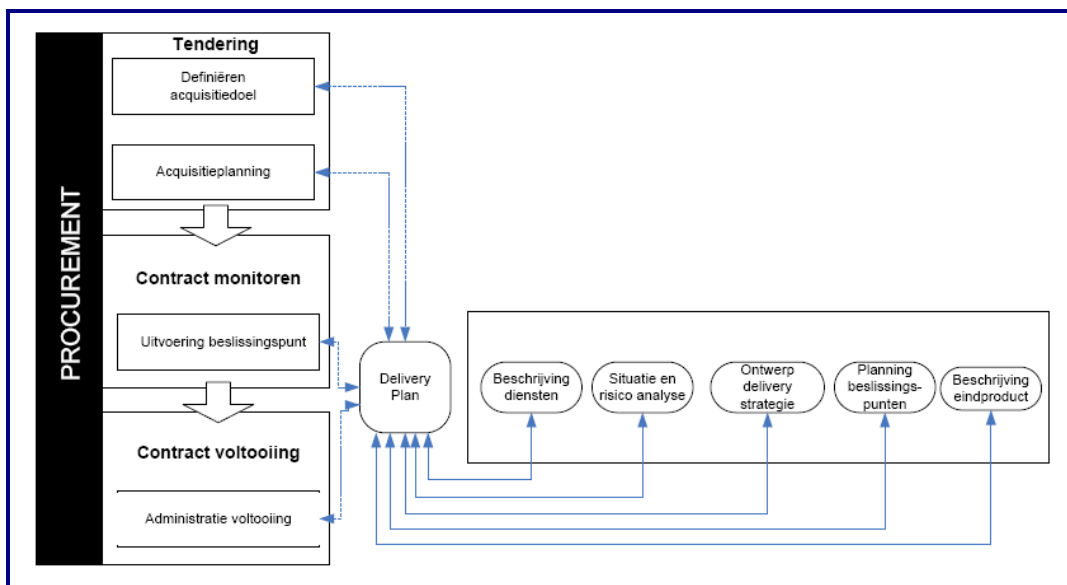 PROCUREMENT
Tendering
Definiëren
acquisitiedoel
Acquisitieplanning
Contract monitoren
Uitvoering beslissingspunt
Contract voltooiing
Administratie voltooiing
Delivery
Plan
Beschrijving
diensten
Situatie en
risico analyse
Ontwerp
delivery
strategie
Planning
beslissings-
punten
Beschrijving
eindproduct